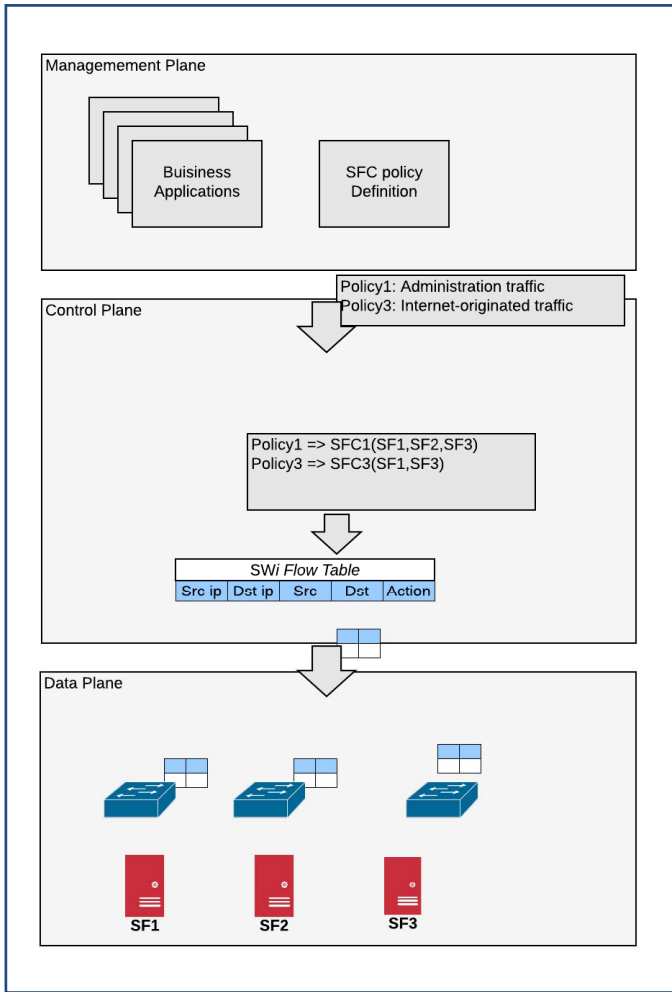 Managemement Plane
Buisiness
Applications
SFC policy
Definition
Policy1: Administration traffic
Policy3: Internet-originated traffic
Control Plane
Policy1 => SFC1(SF1,SF2,SF3)
Policy3 => SFC3(SF1,SF3)
SWi Flow Table
Src ip Dst ip Src Dst Action
Data Plane
SF1 SF2 SF3